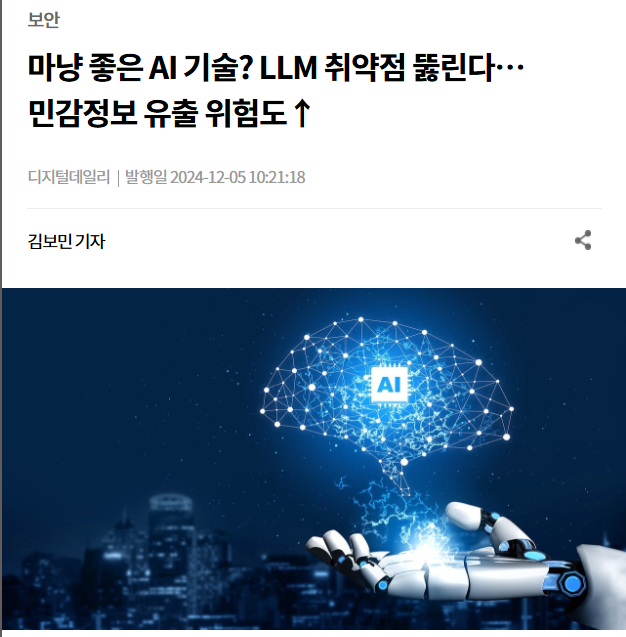 보안
마냥 좋은 AI 기술? LLM 취약점 뚫린다…
민감정보 유출 위험도↑
디지털데일리 | 발행일 2024-12-05 10:21:18
김보민 기자
AI